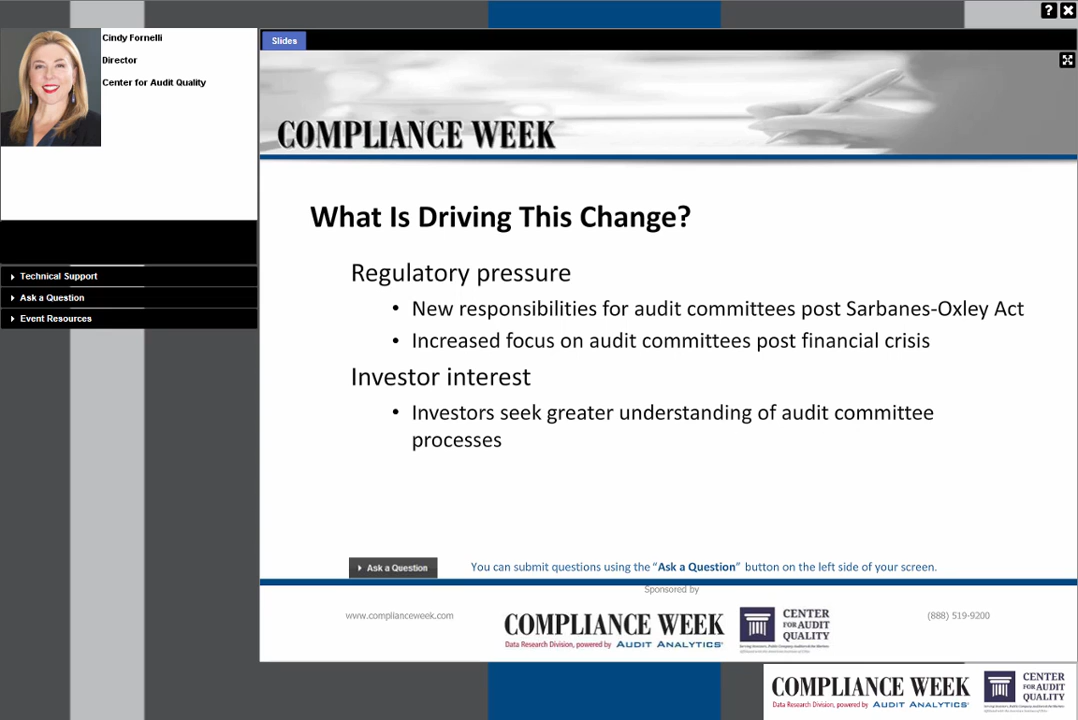 Cindy Fornelli
Director
Center for Audit Quality
Technical Support
Ask a Question
Event Resources
?
Slides
COMPLIANCE WEEK
What Is Driving This Change?
Regulatory pressure
• New responsibilities for audit committees post Sarbanes-Oxley Act
• Increased focus on audit committees post financial crisis
Investor interest
• Investors seek greater understanding of audit committee
processes
Ask a Question
You can submit questions using the “Ask a Question” button on the left side of your screen.
Sponsored by
www.complianceweek.com
COMPLIANCE WEEK
Data Research Division, powered by AUDIT ANALYTICS
CENTER
FOR AUDIT
QUALITY
(888) 519-9200
COMPLIANCE WEEK
Data Research Division, powered by AUDIT ANALYTICS
CENTER
FOR AUDIT
QUALITY